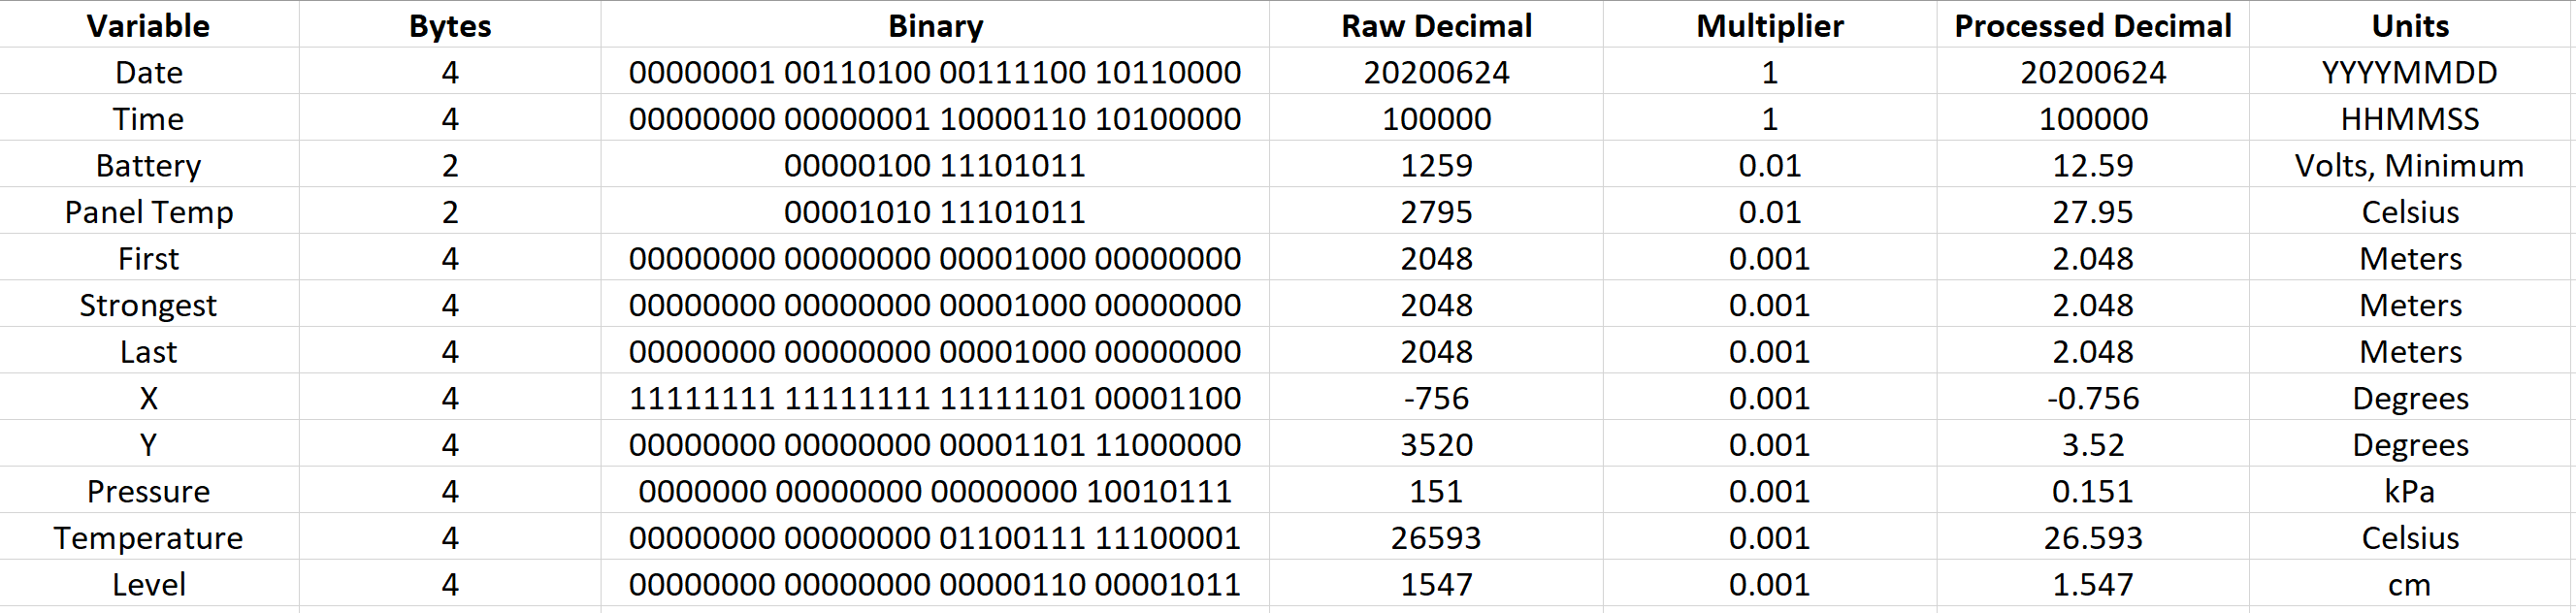 Variable Bytes Binary Raw Decimal Multiplier Processed Decimal Units
Date 4 00000001 00110100 00111100 10110000 20200624 1 20200624 YYYYMMDD
Time 4 00000000 00000001 10000110 10100000 100000 1 100000 HHMMSS
Battery 2 00000100 11101011 1259 0.01 12.59 Volts, Minimum
Panel Temp 2 00001010 11101011 2795 0.01 27.95 Celsius
First 4 00000000 00000000 00001000 00000000 2048 0.001 2.048 Meters
Strongest 4 00000000 00000000 00001000 00000000 2048 0.001 2.048 Meters
Last 4 00000000 00000000 00001000 00000000 2048 0.001 2.048 Meters
X 4 11111111 11111111 11111101 00001100 -756 0.001 -0.756 Degrees
Y 4 00000000 00000000 00001101 11000000 3520 0.001 3.52 Degrees
Pressure 4 0000000 00000000 00000000 10010111 151 0.001 0.151 kPa
Temperature 4 00000000 00000000 01100111 11100001 26593 0.001 26.593 Celsius
Level 4 00000000 00000000 00000110 00001011 1547 0.001 1.547 cm